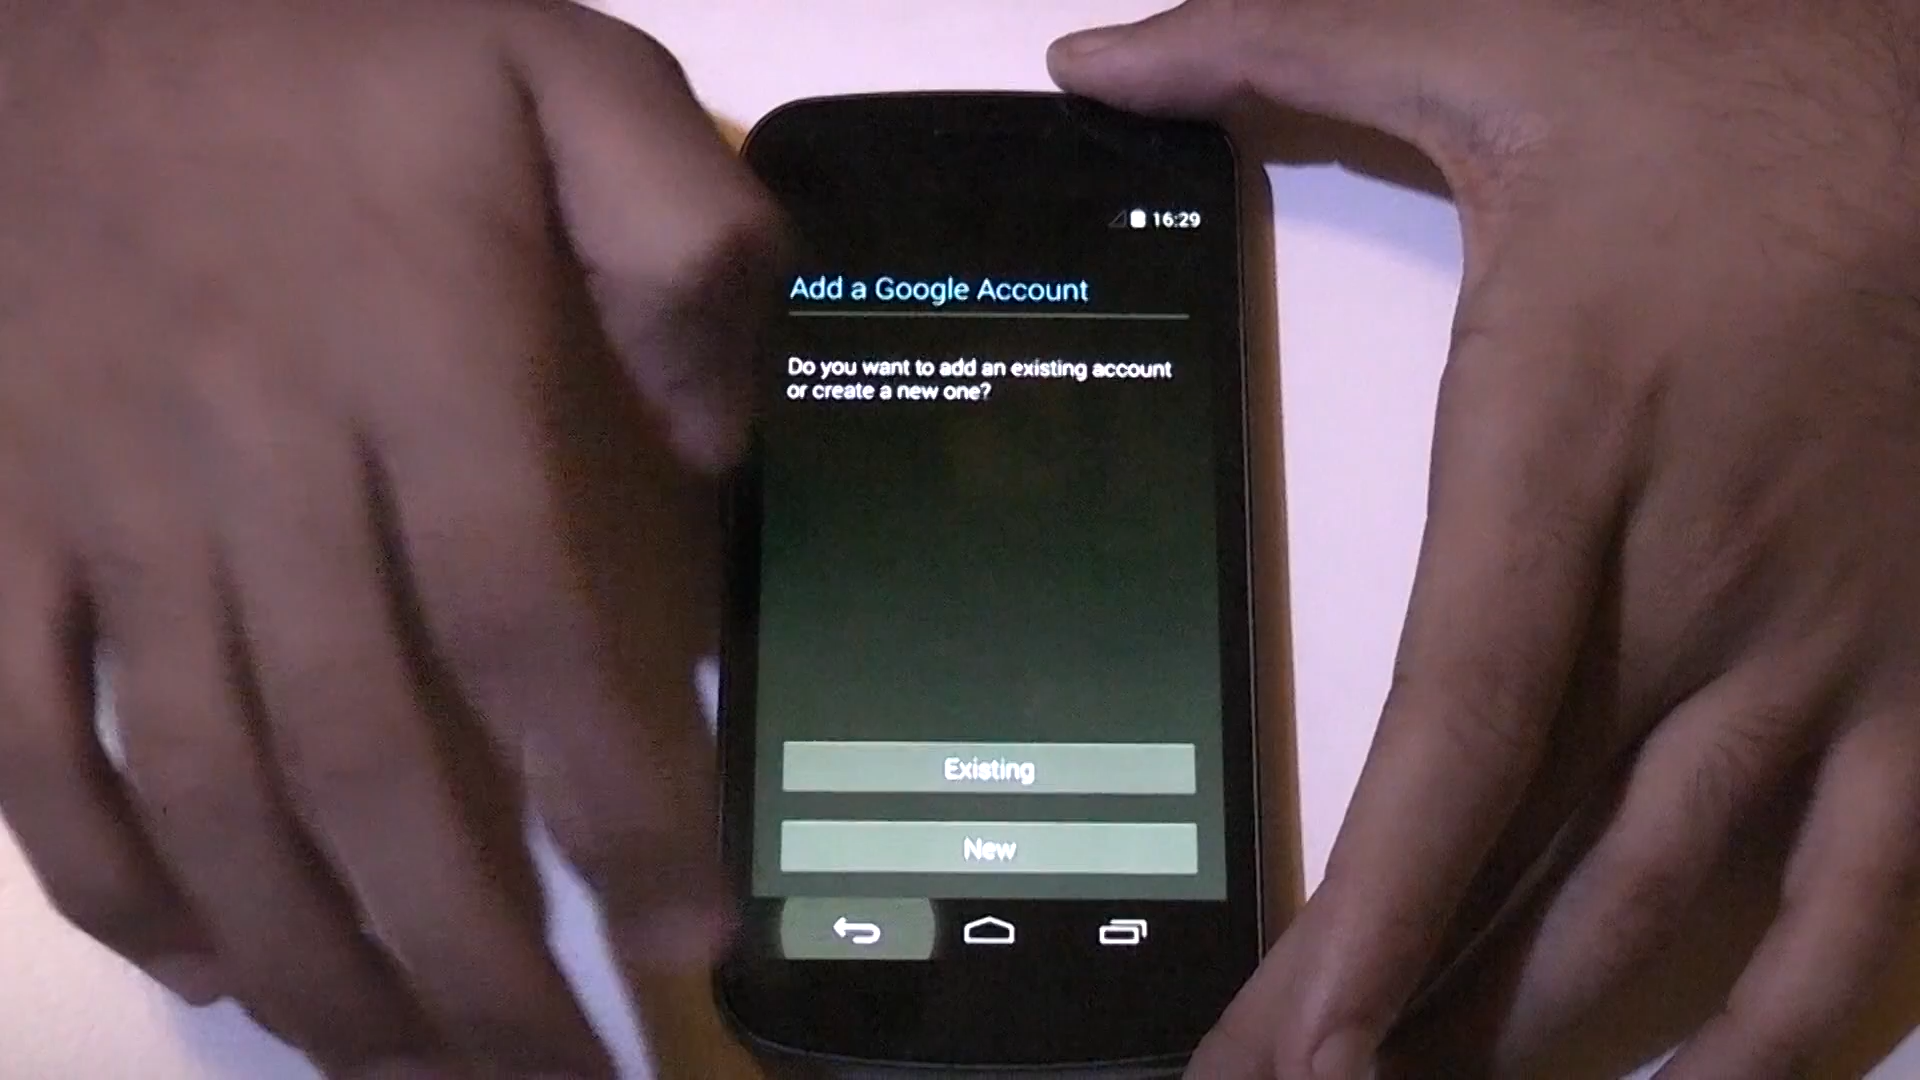 16:29
Add a Google Account
Do you want to add an existing account
or create a new one?
Existing
New